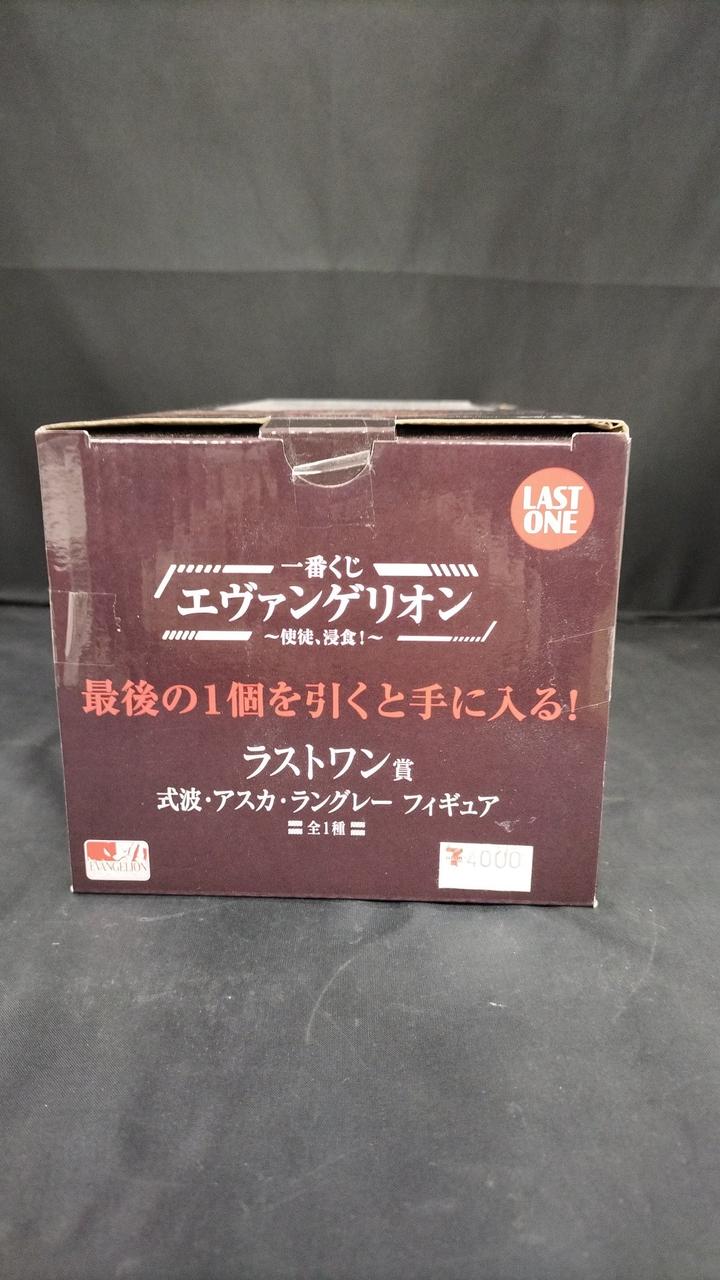 LAST
ONE
一番くじ
エヴァンゲリオン
〜使徒、浸食!〜
最後の1個を引くと手に入る!
ラストワン賞
式波・アスカ・ラングレー フィギュア
全1種
EVANGELION
7 4000